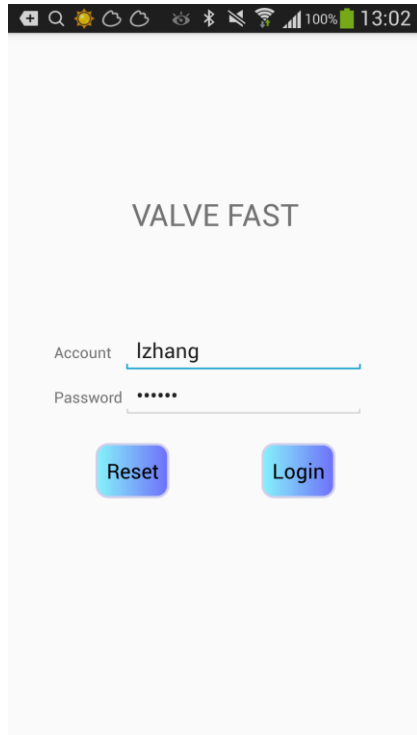 100% 13:02
VALVE FAST
Account lzhang
Password ••••••
Reset Login